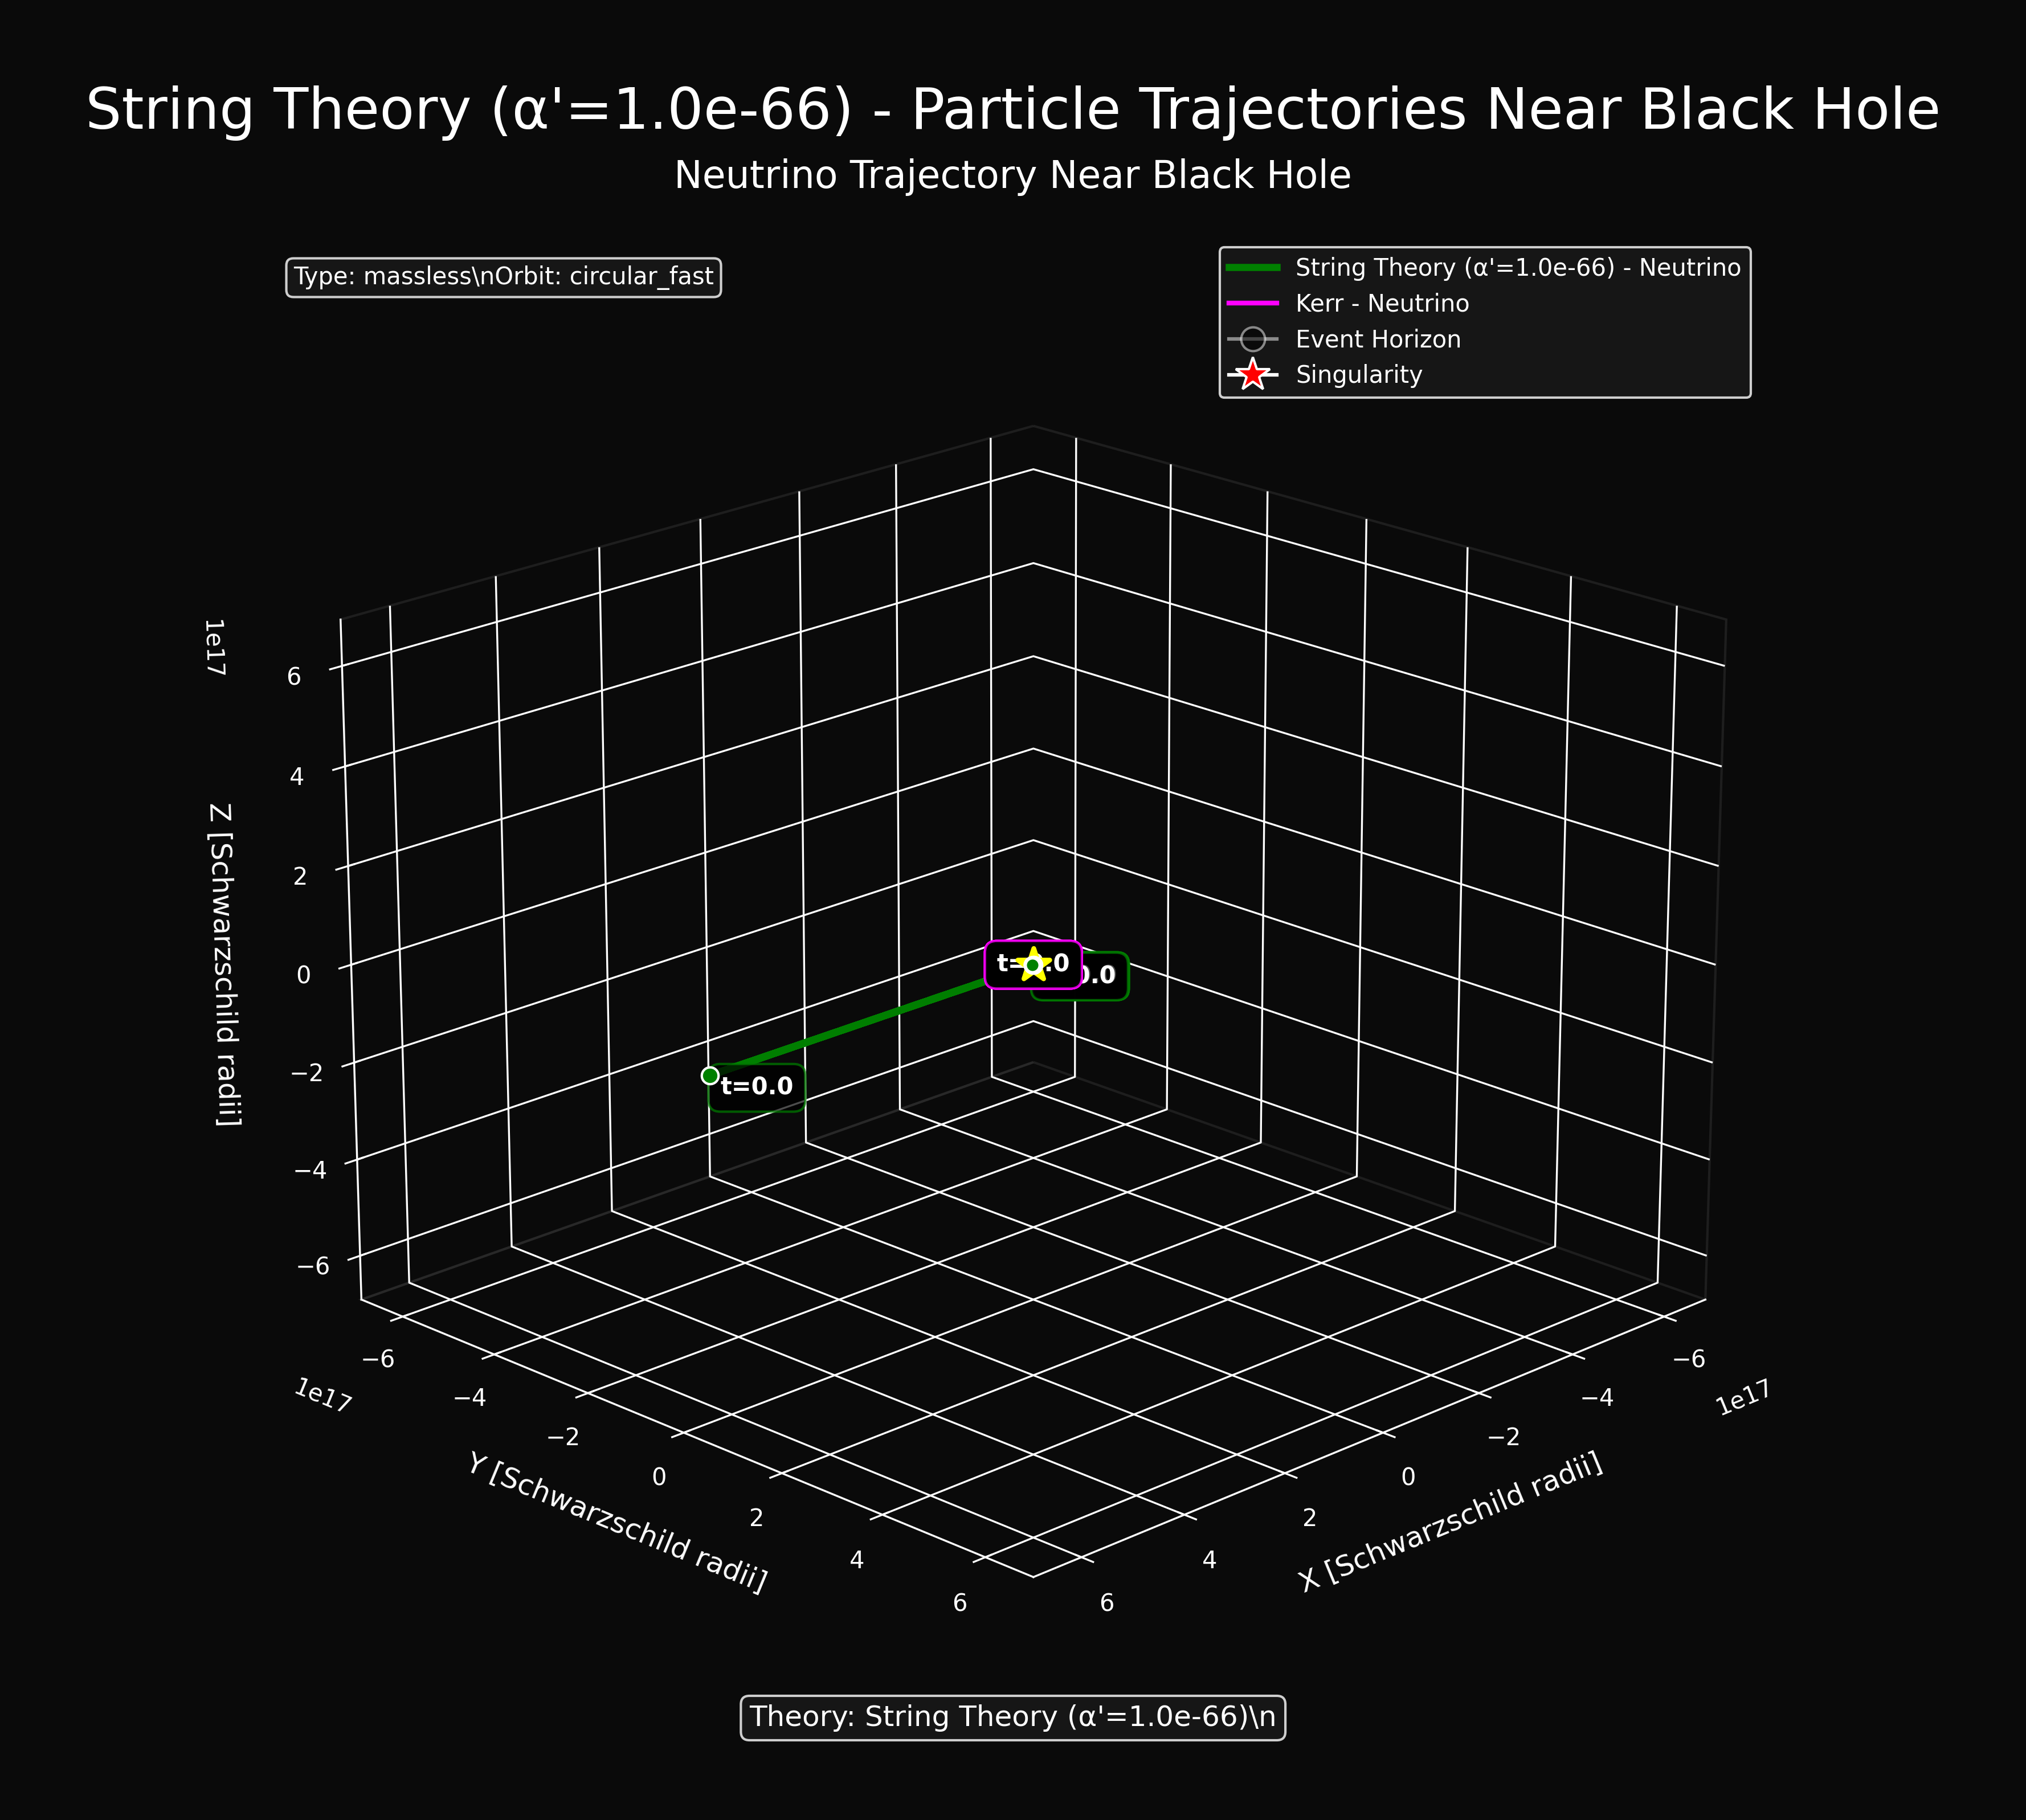 String Theory (α'=1.0e-66) - Particle Trajectories Near Black Hole
Neutrino Trajectory Near Black Hole
Type: massless\nOrbit: circular_fast
String Theory (α'=1.0e-66) - Neutrino
Kerr - Neutrino
Event Horizon
Singularity
1e17
6
4
2
0
−2
−4
−6
Z [Schwarzschild radii]
t=0.0
−6
−4
−2
0
2
4
6
1e17
Y [Schwarzschild radii]
−6
−4
−2
0
2
4
6
1e17
X [Schwarzschild radii]
Theory: String Theory (α'=1.0e-66)\n